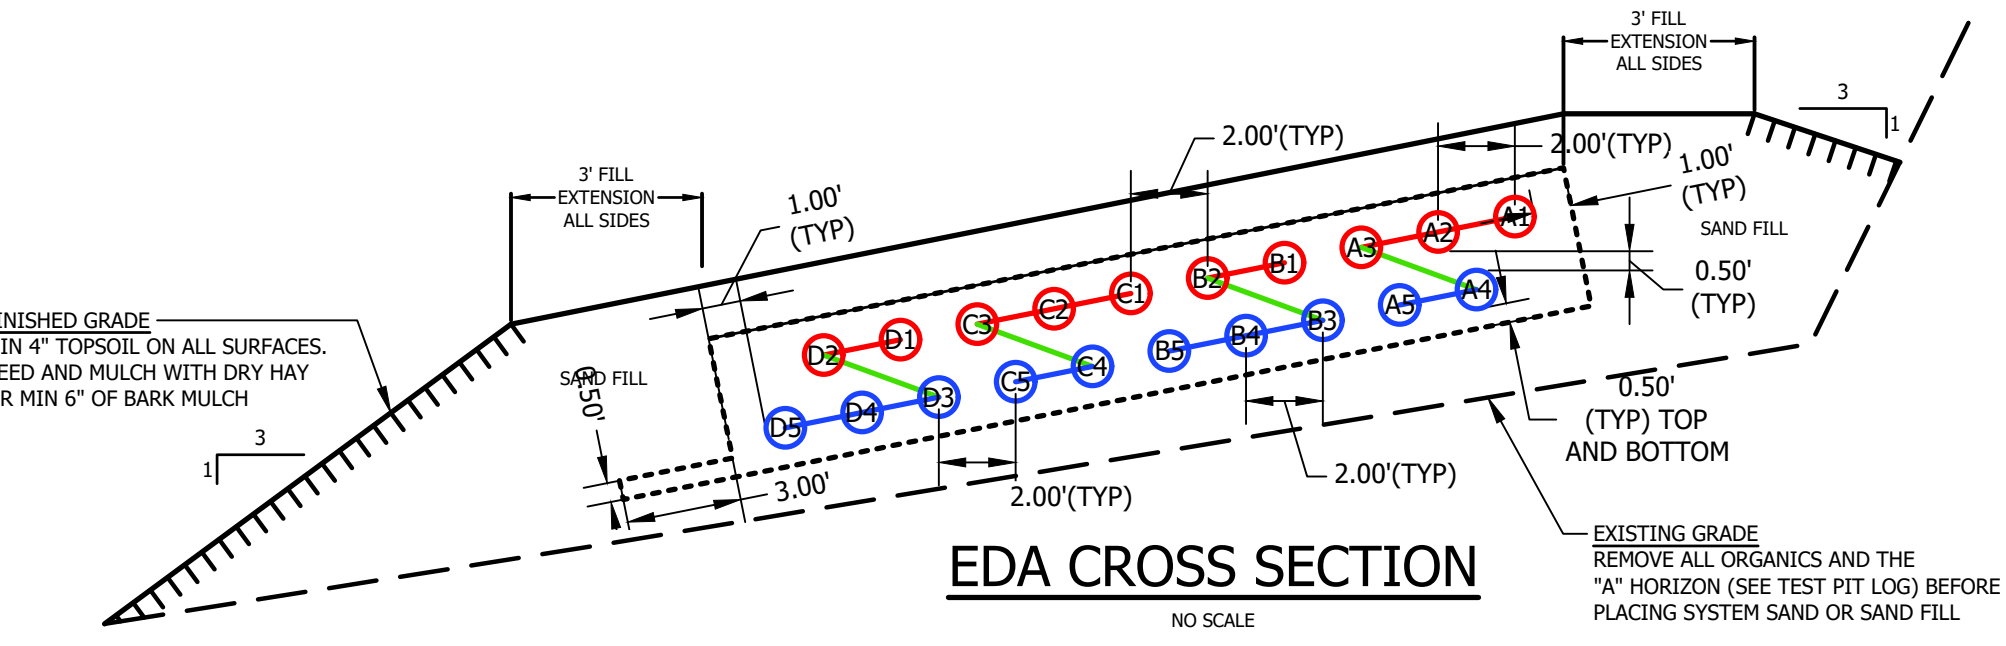 3' FILL
EXTENSION
ALL SIDES
3
1
2.00'(TYP)
2.00'(TYP)
1.00'
(TYP)
3' FILL
EXTENSION
ALL SIDES
1.00'
(TYP)
SAND FILL
0.50'
(TYP)
A1
A2
A3
A4
A5
B1
B2
B3
B4
B5
C1
C2
C3
C4
C5
D1
D2
D3
D4
D5
INISHED GRADE
IN 4" TOPSOIL ON ALL SURFACES.
EED AND MULCH WITH DRY HAY
R MIN 6" OF BARK MULCH
SAND FILL
0.50'
3
1
3.00'
2.00'(TYP)
2.00'(TYP)
0.50'
(TYP) TOP
AND BOTTOM
EDA CROSS SECTION
NO SCALE
EXISTING GRADE
REMOVE ALL ORGANICS AND THE
"A" HORIZON (SEE TEST PIT LOG) BEFORE
PLACING SYSTEM SAND OR SAND FILL